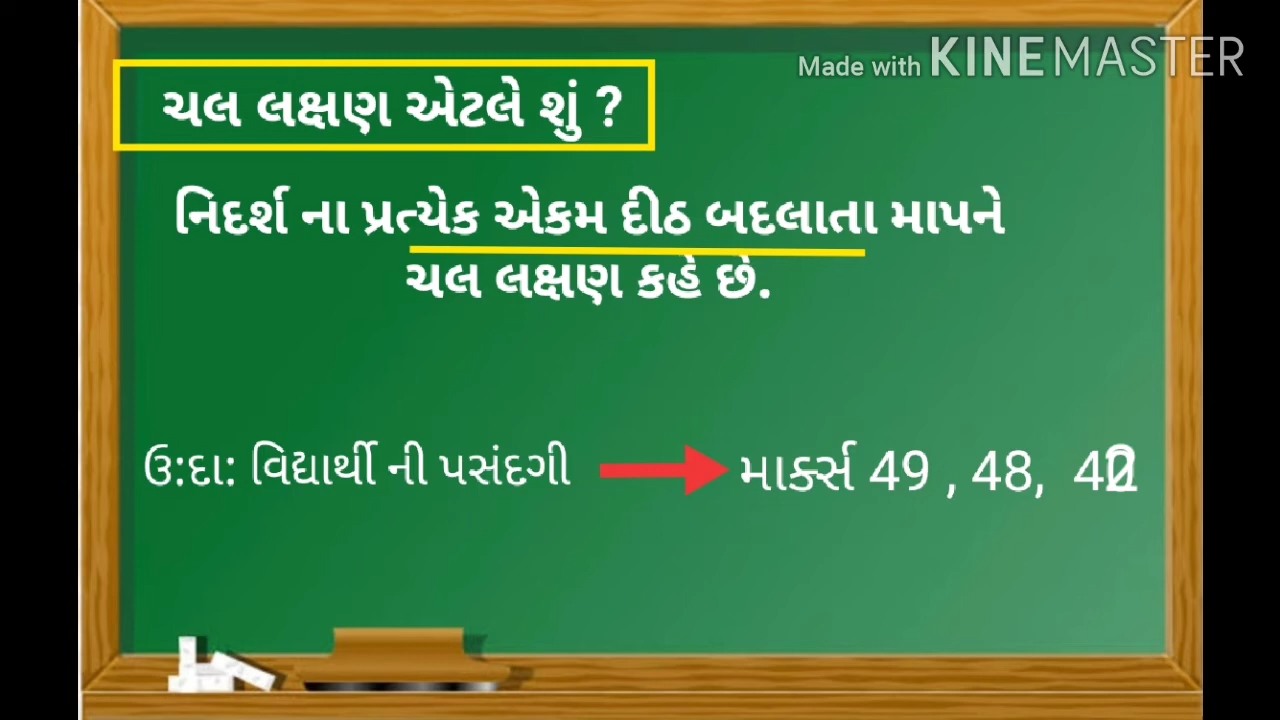 Made with KINEMASTER
ચલ લક્ષણ એટલે શું ?
નિદર્શ ના પ્રત્યેક એકમ દીઠ બદલાતા માપને
ચલ લક્ષણ કહે છે.
ઉ:દા: વિદ્યાર્થી ની પસંદગી માર્ક્સ 49 , 48,